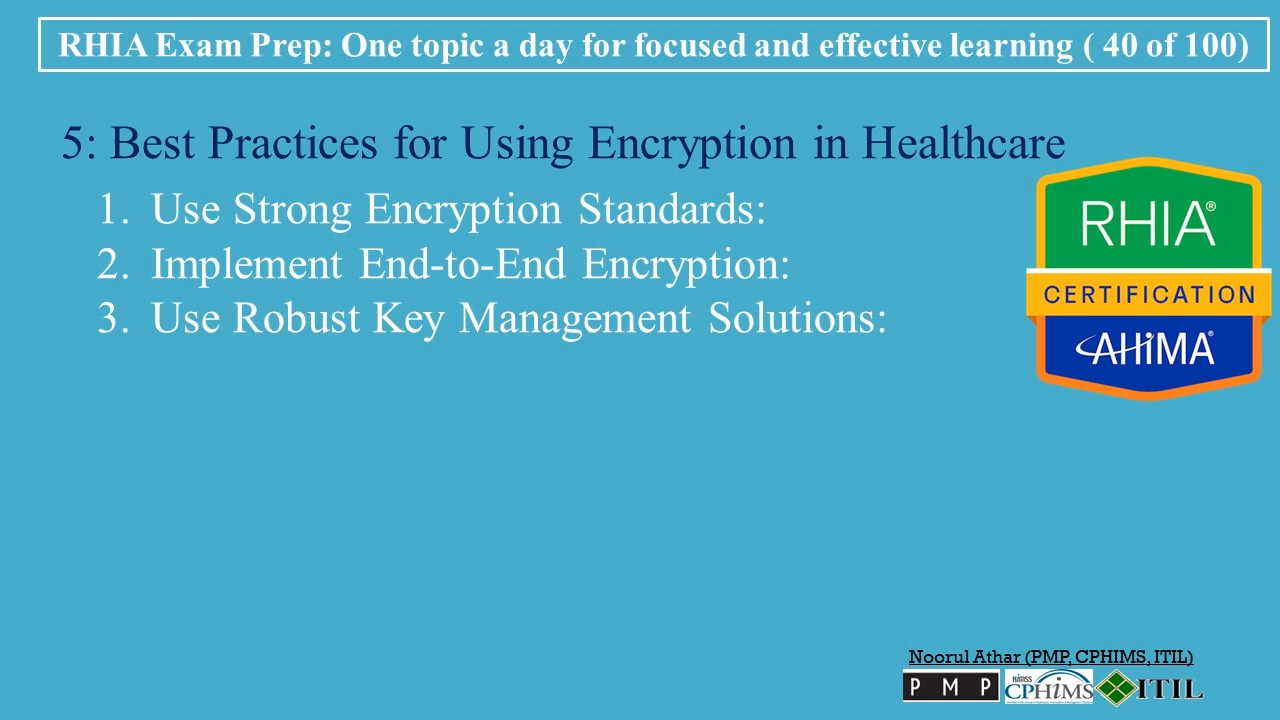 RHIA Exam Prep: One topic a day for focused and effective learning ( 40 of 100)
5: Best Practices for Using Encryption in Healthcare
1. Use Strong Encryption Standards:
2. Implement End-to-End Encryption:
3. Use Robust Key Management Solutions:
RHIA®
CERTIFICATION
AHiMA®
Noorul Athar (PMP, CPHIMS, ITIL)
PMP
HiMSS
CPHiMS
ITIL